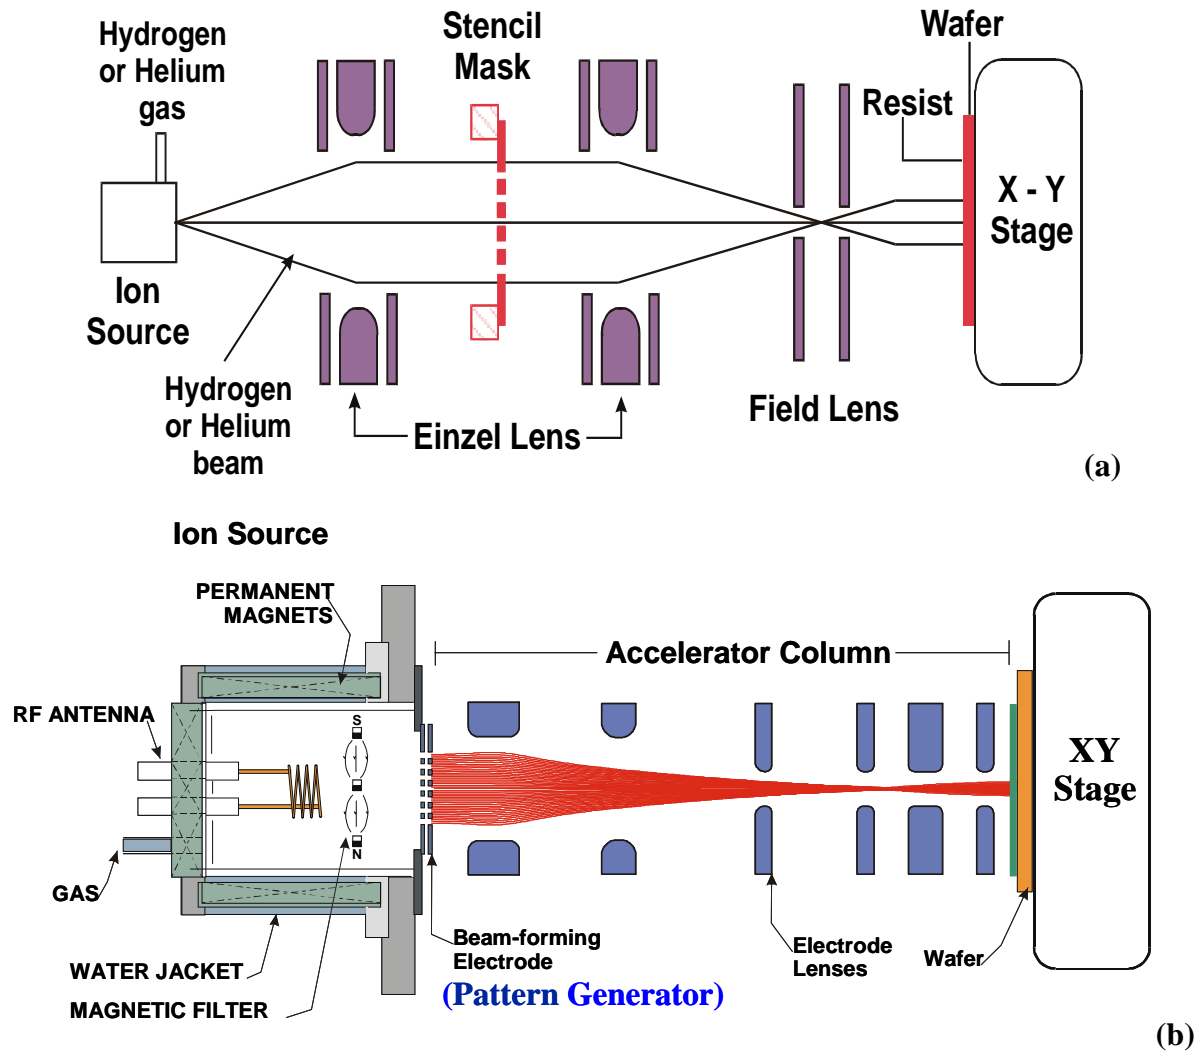 Hydrogen
or Helium
gas
Stencil
Mask
Wafer
Resist
X - Y
Stage
Ion
Source
Hydrogen
or Helium
beam
Einzel Lens
Field Lens
(a)
Ion Source
PERMANENT
MAGNETS
Accelerator Column
RF ANTENNA
S
N
XY
Stage
GAS
WATER JACKET
MAGNETIC FILTER
Beam-forming
Electrode
(Pattern Generator)
Electrode
Lenses
Wafer
(b)